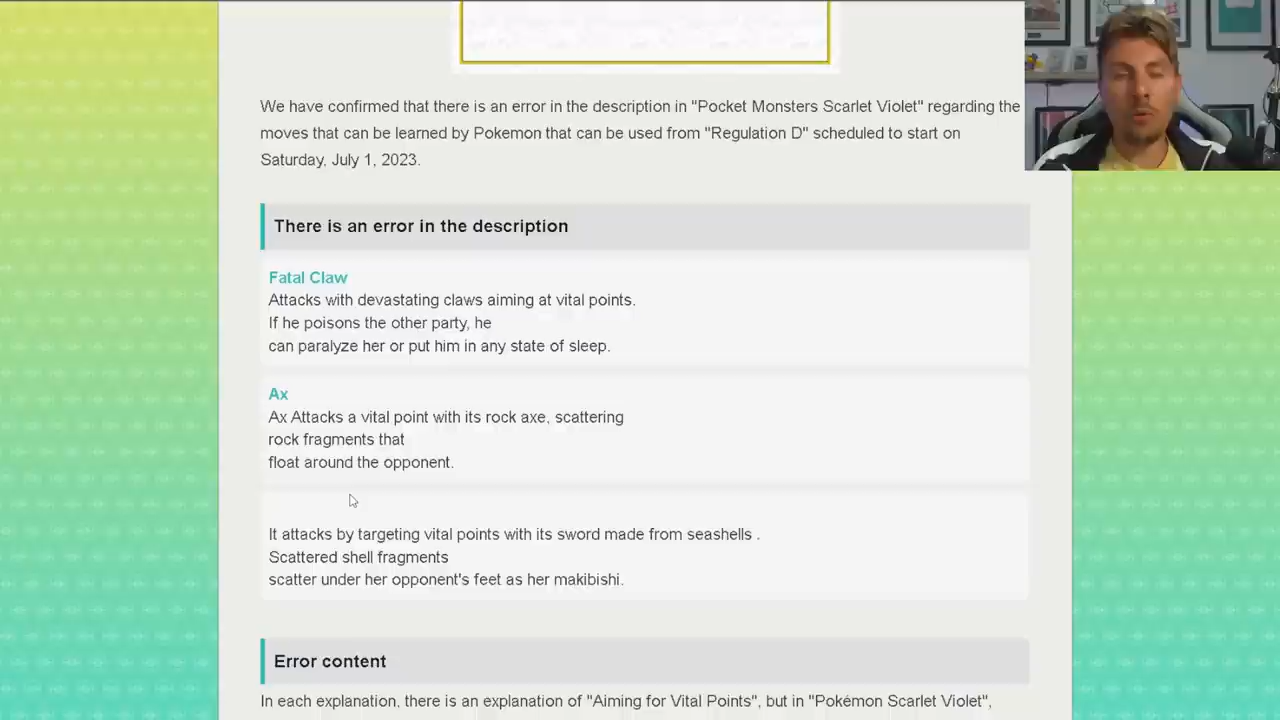 We have confirmed that there is an error in the description in "Pocket Monsters Scarlet Violet" regarding the
moves that can be learned by Pokemon that can be used from "Regulation D" scheduled to start on
Saturday, July 1, 2023.
There is an error in the description
Fatal Claw
Attacks with devastating claws aiming at vital points.
If he poisons the other party, he
can paralyze her or put him in any state of sleep.
Ax
Ax Attacks a vital point with its rock axe, scattering
rock fragments that
float around the opponent.
It attacks by targeting vital points with its sword made from seashells .
Scattered shell fragments
scatter under her opponent's feet as her makibishi.
Error content
In each explanation, there is an explanation of "Aiming for Vital Points", but in "Pokémon Scarlet Violet",